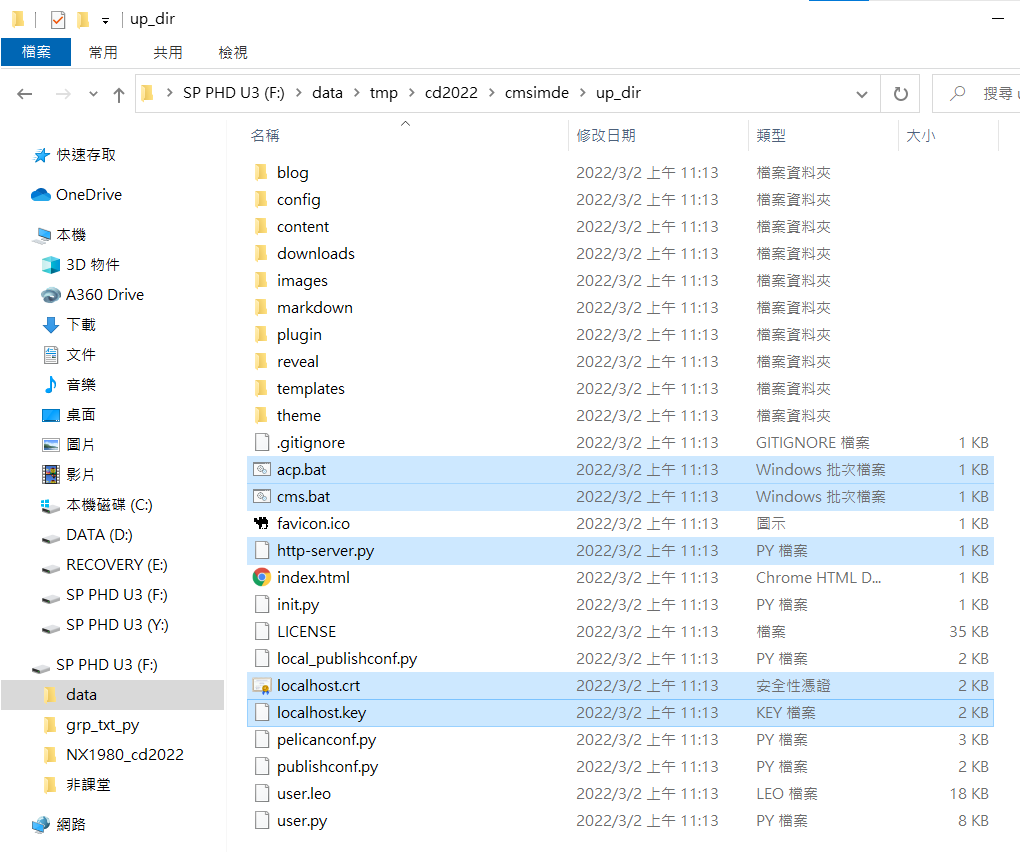 up_dir
檔案 常用 共用 檢視
SP PHD U3 (F:) data tmp cd2022 cmsimde up_dir 搜尋
名稱 修改日期 類型 大小
快速存取
OneDrive
本機
3D 物件
A360 Drive
下載
文件
音樂
桌面
圖片
影片
本機磁碟 (C:)
DATA (D:)
RECOVERY (E:)
SP PHD U3 (F:)
SP PHD U3 (Y:)
SP PHD U3 (F:)
data
grp_txt_py
NX1980_cd2022
非課堂
網路
blog 2022/3/2 上午 11:13 檔案資料夾
config 2022/3/2 上午 11:13 檔案資料夾
content 2022/3/2 上午 11:13 檔案資料夾
downloads 2022/3/2 上午 11:13 檔案資料夾
images 2022/3/2 上午 11:13 檔案資料夾
markdown 2022/3/2 上午 11:13 檔案資料夾
plugin 2022/3/2 上午 11:13 檔案資料夾
reveal 2022/3/2 上午 11:13 檔案資料夾
templates 2022/3/2 上午 11:13 檔案資料夾
theme 2022/3/2 上午 11:13 檔案資料夾
.gitignore 2022/3/2 上午 11:13 GITIGNORE 檔案 1 KB
acp.bat 2022/3/2 上午 11:13 Windows 批次檔案 1 KB
cms.bat 2022/3/2 上午 11:13 Windows 批次檔案 1 KB
favicon.ico 2022/3/2 上午 11:13 圖示 1 KB
http-server.py 2022/3/2 上午 11:13 PY 檔案 1 KB
index.html 2022/3/2 上午 11:13 Chrome HTML D... 1 KB
init.py 2022/3/2 上午 11:13 PY 檔案 1 KB
LICENSE 2022/3/2 上午 11:13 檔案 35 KB
local_publishconf.py 2022/3/2 上午 11:13 PY 檔案 2 KB
localhost.crt 2022/3/2 上午 11:13 安全性憑證 2 KB
localhost.key 2022/3/2 上午 11:13 KEY 檔案 2 KB
pelicanconf.py 2022/3/2 上午 11:13 PY 檔案 3 KB
publishconf.py 2022/3/2 上午 11:13 PY 檔案 2 KB
user.leo 2022/3/2 上午 11:13 LEO 檔案 18 KB
user.py 2022/3/2 上午 11:13 PY 檔案 8 KB